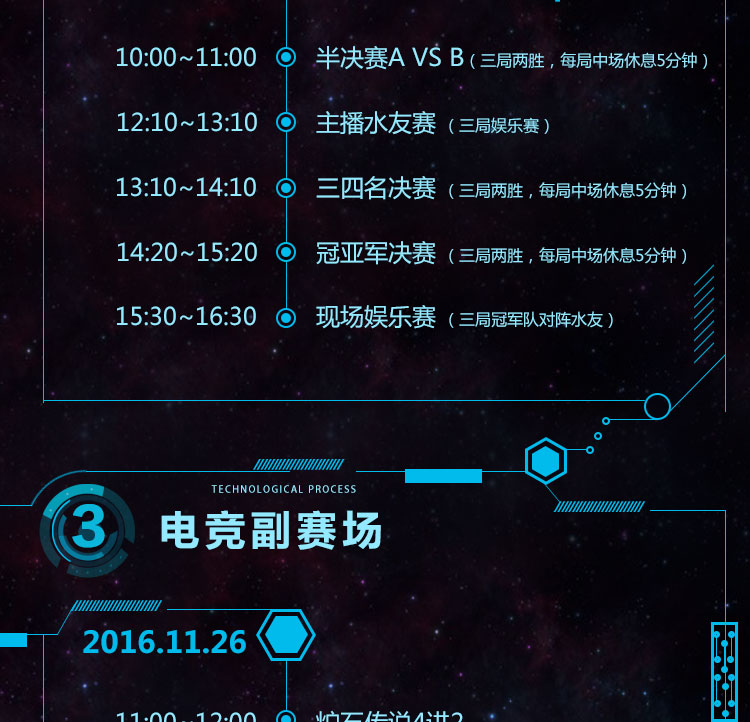 10:00~11:00 半决赛A VS B（三局两胜，每局中场休息5分钟）
12:10~13:10 主播水友赛（三局娱乐赛）
13:10~14:10 三四名决赛（三局两胜，每局中场休息5分钟）
14:20~15:20 冠亚军决赛（三局两胜，每局中场休息5分钟）
15:30~16:30 现场娱乐赛（三局冠军队对阵水友）
TECHNOLOGICAL PROCESS
3 电竞副赛场
2016.11.26
11:00~12:00 炉石传说4进2